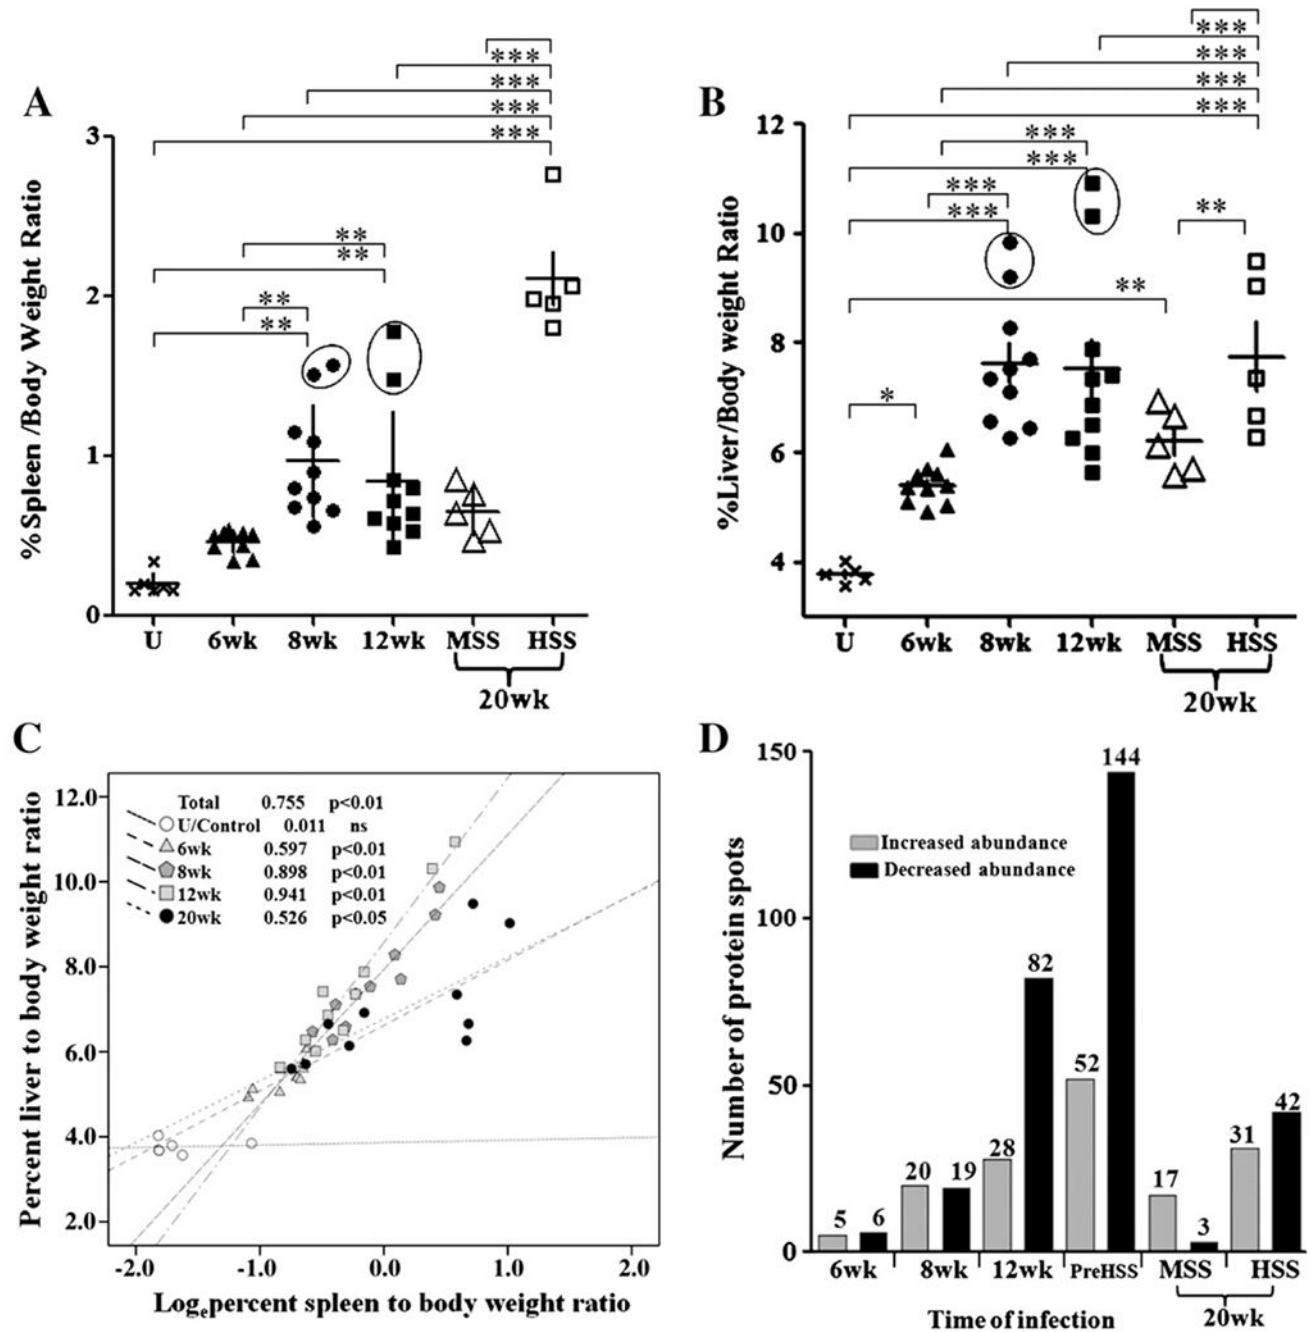 A
***
***
***
***
***
**
**
**
**
%Spleen /Body Weight Ratio
3
2
1
0
U 6wk 8wk 12wk MSS HSS
20wk
B
***
***
***
***
***
***
***
***
***
**
**
*
%Liver/Body weight Ratio
12
10
8
6
4
U 6wk 8wk 12wk MSS HSS
20wk
C
Percent liver to body weight ratio
12.0
10.0
8.0
6.0
4.0
2.0
Total 0.755 p<0.01
U/Control 0.011 ns
6wk 0.597 p<0.01
8wk 0.898 p<0.01
12wk 0.941 p<0.01
20wk 0.526 p<0.05
-2.0 -1.0 0.0 1.0 2.0
Logepercent spleen to body weight ratio
D
Number of protein spots
150
100
50
0
Increased abundance
Decreased abundance
5 6 20 19 28 82 52 144 17 3 31 42
6wk 8wk 12wk PreHSS MSS HSS
20wk
Time of infection